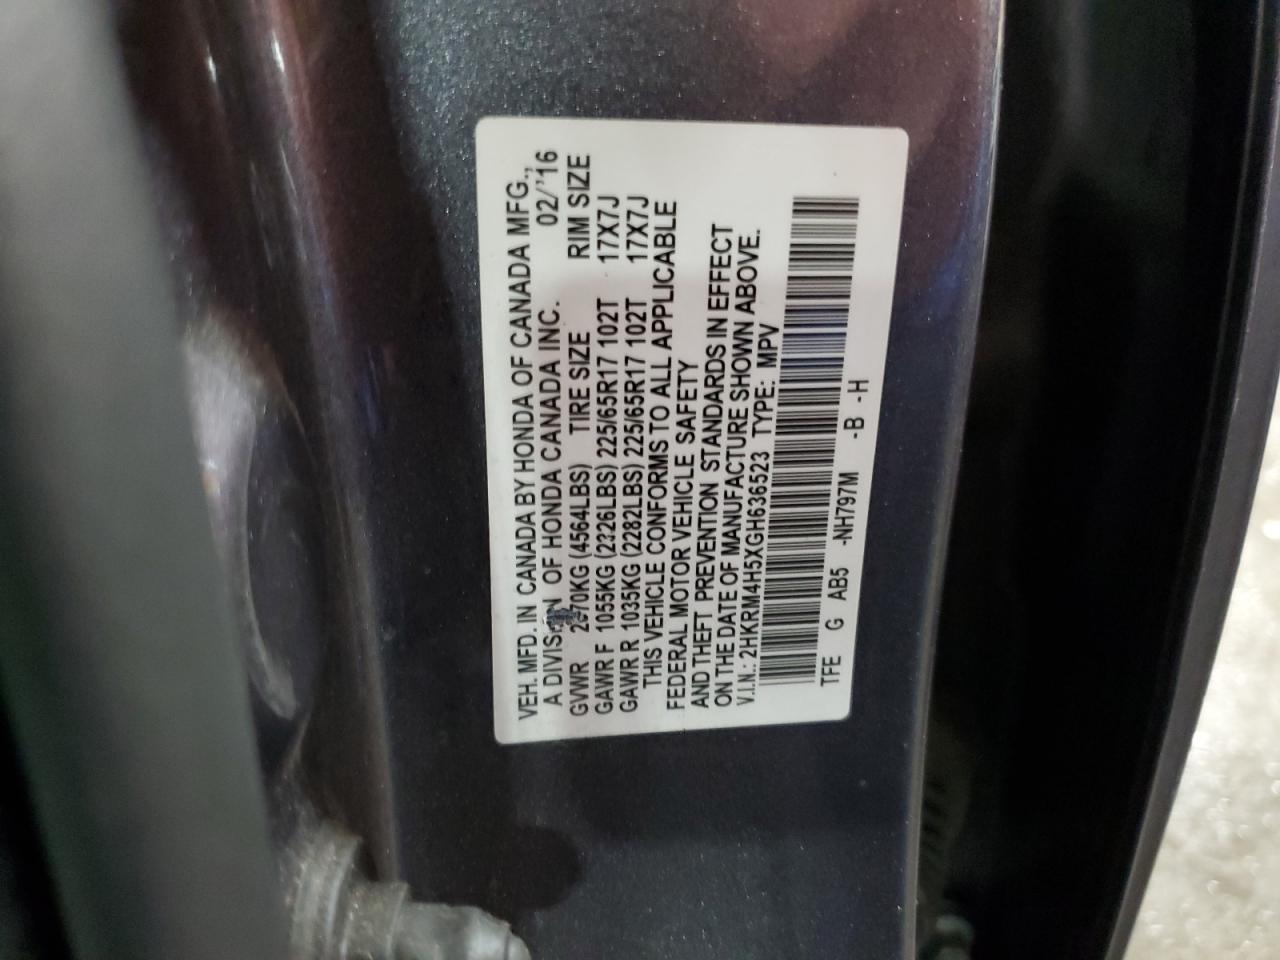 VEH. MFD. IN CANADA BY HONDA OF CANADA MFG.,
A DIVISION OF HONDA CANADA INC. 02/'16
GVWR 2070KG (4564LBS) TIRE SIZE RIM SIZE
GAWR F 1055KG (2326LBS) 225/65R17 102T 17X7J
GAWR R 1035KG (2282LBS) 225/65R17 102T 17X7J
THIS VEHICLE CONFORMS TO ALL APPLICABLE
FEDERAL MOTOR VEHICLE SAFETY
AND THEFT PREVENTION STANDARDS IN EFFECT
ON THE DATE OF MANUFACTURE SHOWN ABOVE.
V.I.N.: 2HKRM4H5XGH636523 TYPE: MPV
TFE G AB5 -NH797M -B -H